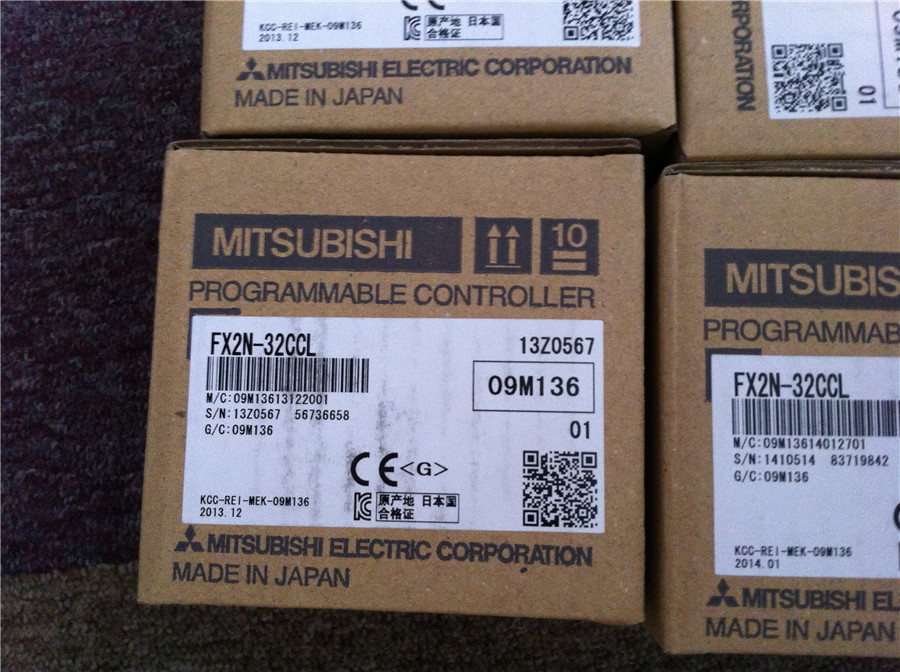 KCC-REI-MEK-09M136
2013.12
原产地 日本国
合格证
MITSUBISHI ELECTRIC CORPORATION
MADE IN JAPAN
RPORATION
01
MITSUBISHI
10
PROGRAMMABLE CONTROLLER
FX2N-32CCL
13Z0567
M/C:09M13613122001
09M136
S/N:13Z0567 56736658
G/C:09M136
01
CE<G>
KCC-REI-MEK-09M136
2013.12
原产地 日本国
合格证
MITSUBISHI ELECTRIC CORPORATION
MADE IN JAPAN
MITSUBIS
PROGRAMMAB
FX2N-32CCL
M/C:09M13614012701
S/N:1410514 83719842
G/C:09M136
KCC-REI-MEK-09M136
2014.01
MITSUBISHI EL
MADE IN JAPAN